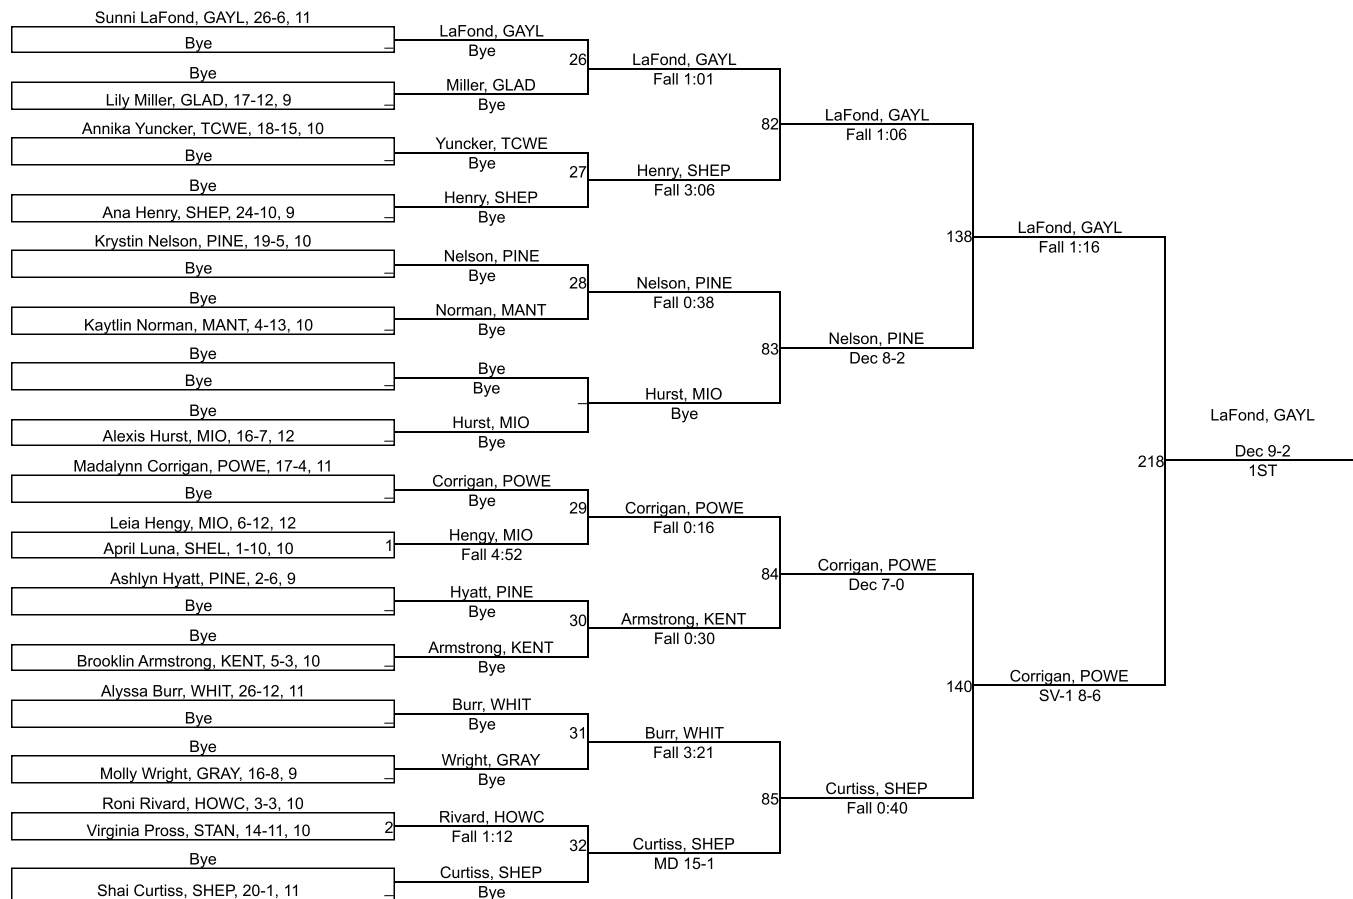 Sunni LaFond, GAYL, 26-6, 11
Bye
_
Bye
Lily Miller, GLAD, 17-12, 9
_
Annika Yuncker, TCWE, 18-15, 10
Bye
_
Bye
Ana Henry, SHEP, 24-10, 9
_
Krystin Nelson, PINE, 19-5, 10
Bye
_
Bye
Kaytlin Norman, MANT, 4-13, 10
_
Bye
Bye
_
Bye
Alexis Hurst, MIO, 16-7, 12
_
Madalynn Corrigan, POWE, 17-4, 11
Bye
_
Leia Hengy, MIO, 6-12, 12
April Luna, SHEL, 1-10, 10
1
Ashlyn Hyatt, PINE, 2-6, 9
Bye
_
Bye
Brooklin Armstrong, KENT, 5-3, 10
_
Alyssa Burr, WHIT, 26-12, 11
Bye
_
Bye
Molly Wright, GRAY, 16-8, 9
_
Roni Rivard, HOWC, 3-3, 10
Virginia Pross, STAN, 14-11, 10
2
Bye
Shai Curtiss, SHEP, 20-1, 11
_
LaFond, GAYL
Bye
26
Miller, GLAD
Bye
Yuncker, TCWE
Bye
27
Henry, SHEP
Bye
Nelson, PINE
Bye
28
Norman, MANT
Bye
Bye
Bye
_
Hurst, MIO
Bye
Corrigan, POWE
Bye
29
Hengy, MIO
Fall 4:52
Hyatt, PINE
Bye
30
Armstrong, KENT
Bye
Burr, WHIT
Bye
31
Wright, GRAY
Bye
Rivard, HOWC
Fall 1:12
32
Curtiss, SHEP
Bye
LaFond, GAYL
Fall 1:01
82
Henry, SHEP
Fall 3:06
Nelson, PINE
Fall 0:38
83
Hurst, MIO
Bye
Corrigan, POWE
Fall 0:16
84
Armstrong, KENT
Fall 0:30
Burr, WHIT
Fall 3:21
85
Curtiss, SHEP
MD 15-1
LaFond, GAYL
Fall 1:06
138
Nelson, PINE
Dec 8-2
Corrigan, POWE
Dec 7-0
140
Curtiss, SHEP
Fall 0:40
LaFond, GAYL
Fall 1:16
218
Corrigan, POWE
SV-1 8-6
LaFond, GAYL
Dec 9-2
1ST